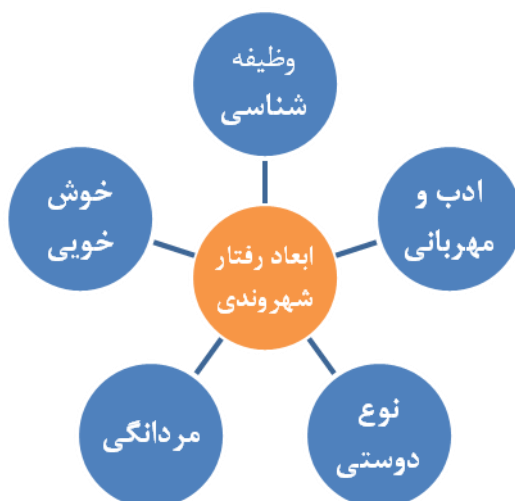 وظیفه
شناسی
ادب و
مهربانی
نوع
دوستی
مردانگی
خوش
خویی
ابعاد رفتار
شهروندی